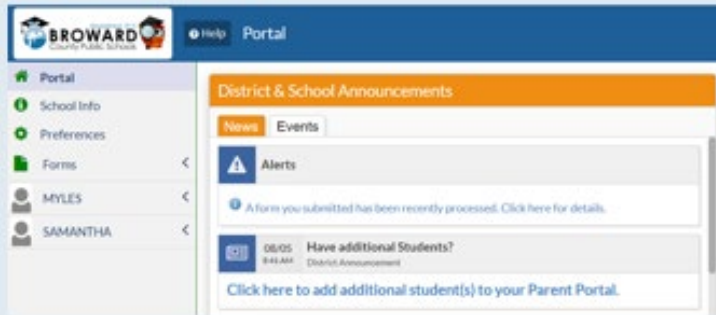 BROWARD
County Public Schools
Help Portal
Portal
School Info
Preferences
Forms
MYLES
SAMANTHA
District & School Announcements
News Events
Alerts
A form you submitted has been recently processed. Click here for details.
08/05 Have additional Students?
8:46 AM District Announcement
Click here to add additional student(s) to your Parent Portal.